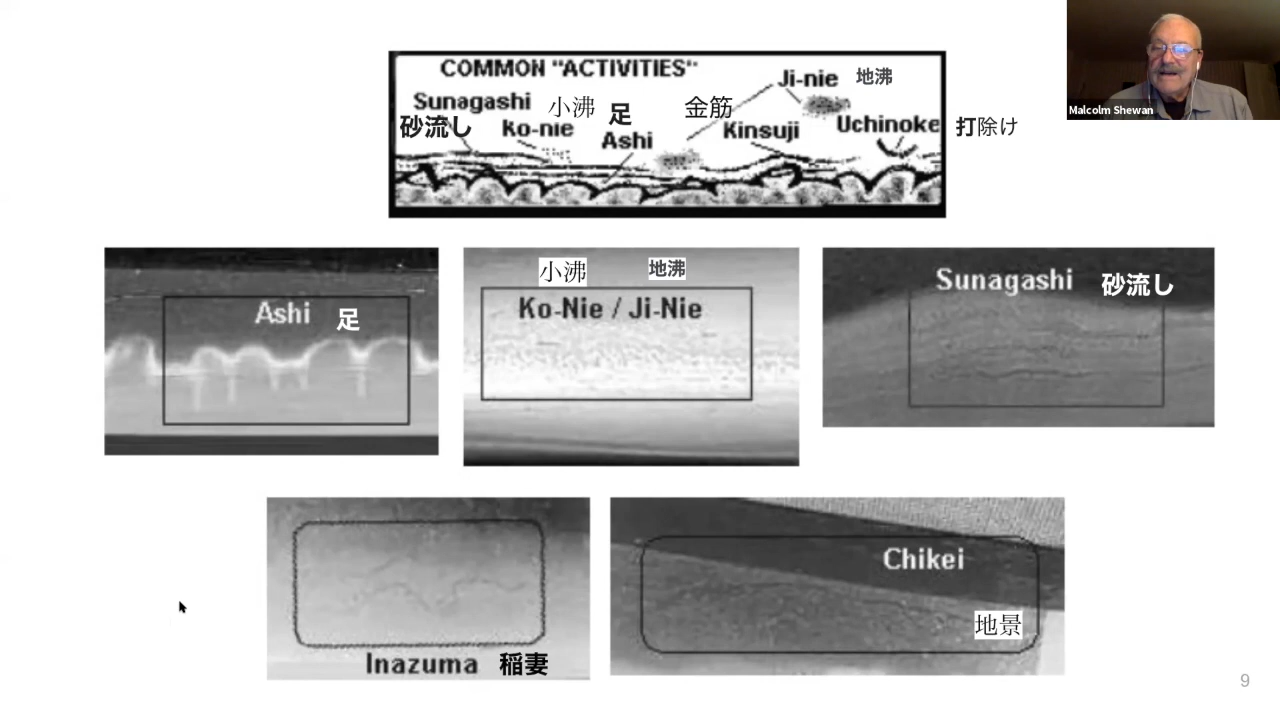 COMMON "ACTIVITIES"
Ji-nie 地沸
Sunagashi 小沸 足 金筋
砂流し ko-nie Ashi Kinsuji Uchinoke 打除け
Malcolm Shewan
Ashi 足
小沸 地沸
Ko-Nie / Ji-Nie
Sunagashi 砂流し
Inazuma 稲妻
Chikei
地景
9